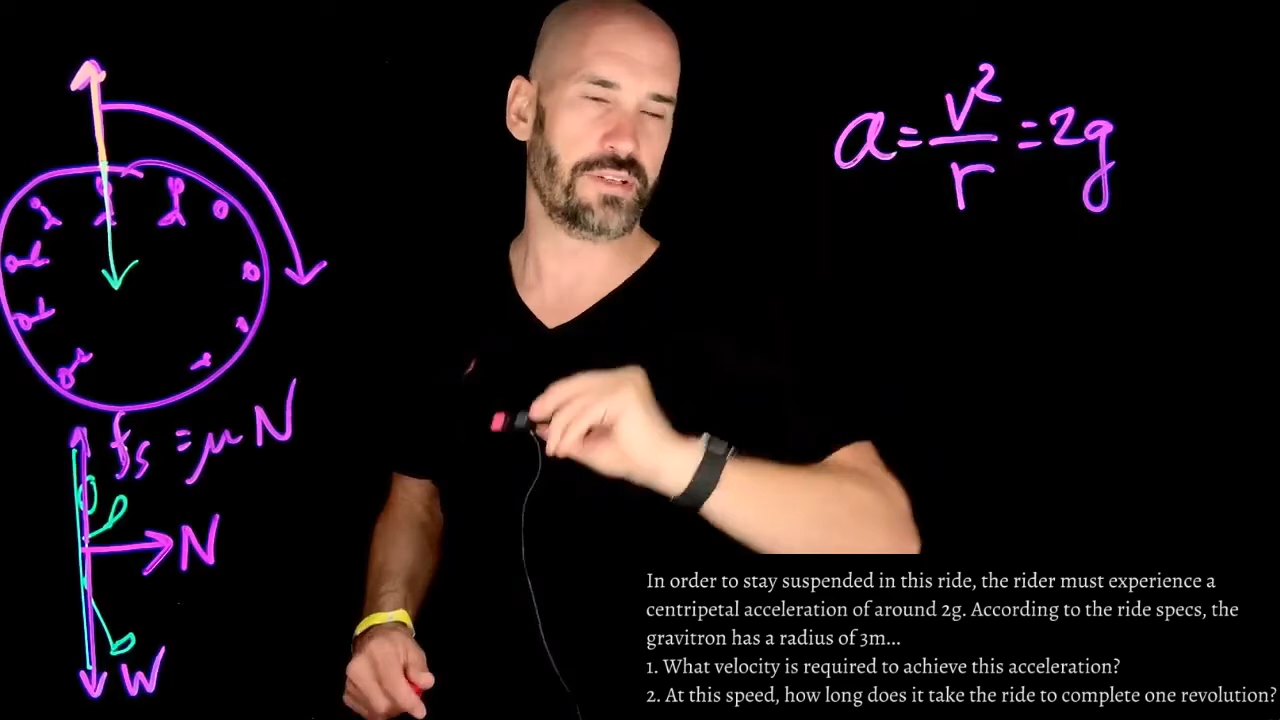 a = v² / r = 2g
fs = μN
N
W
In order to stay suspended in this ride, the rider must experience a
centripetal acceleration of around 2g. According to the ride specs, the
gravitron has a radius of 3m...
1. What velocity is required to achieve this acceleration?
2. At this speed, how long does it take the ride to complete one revolution?